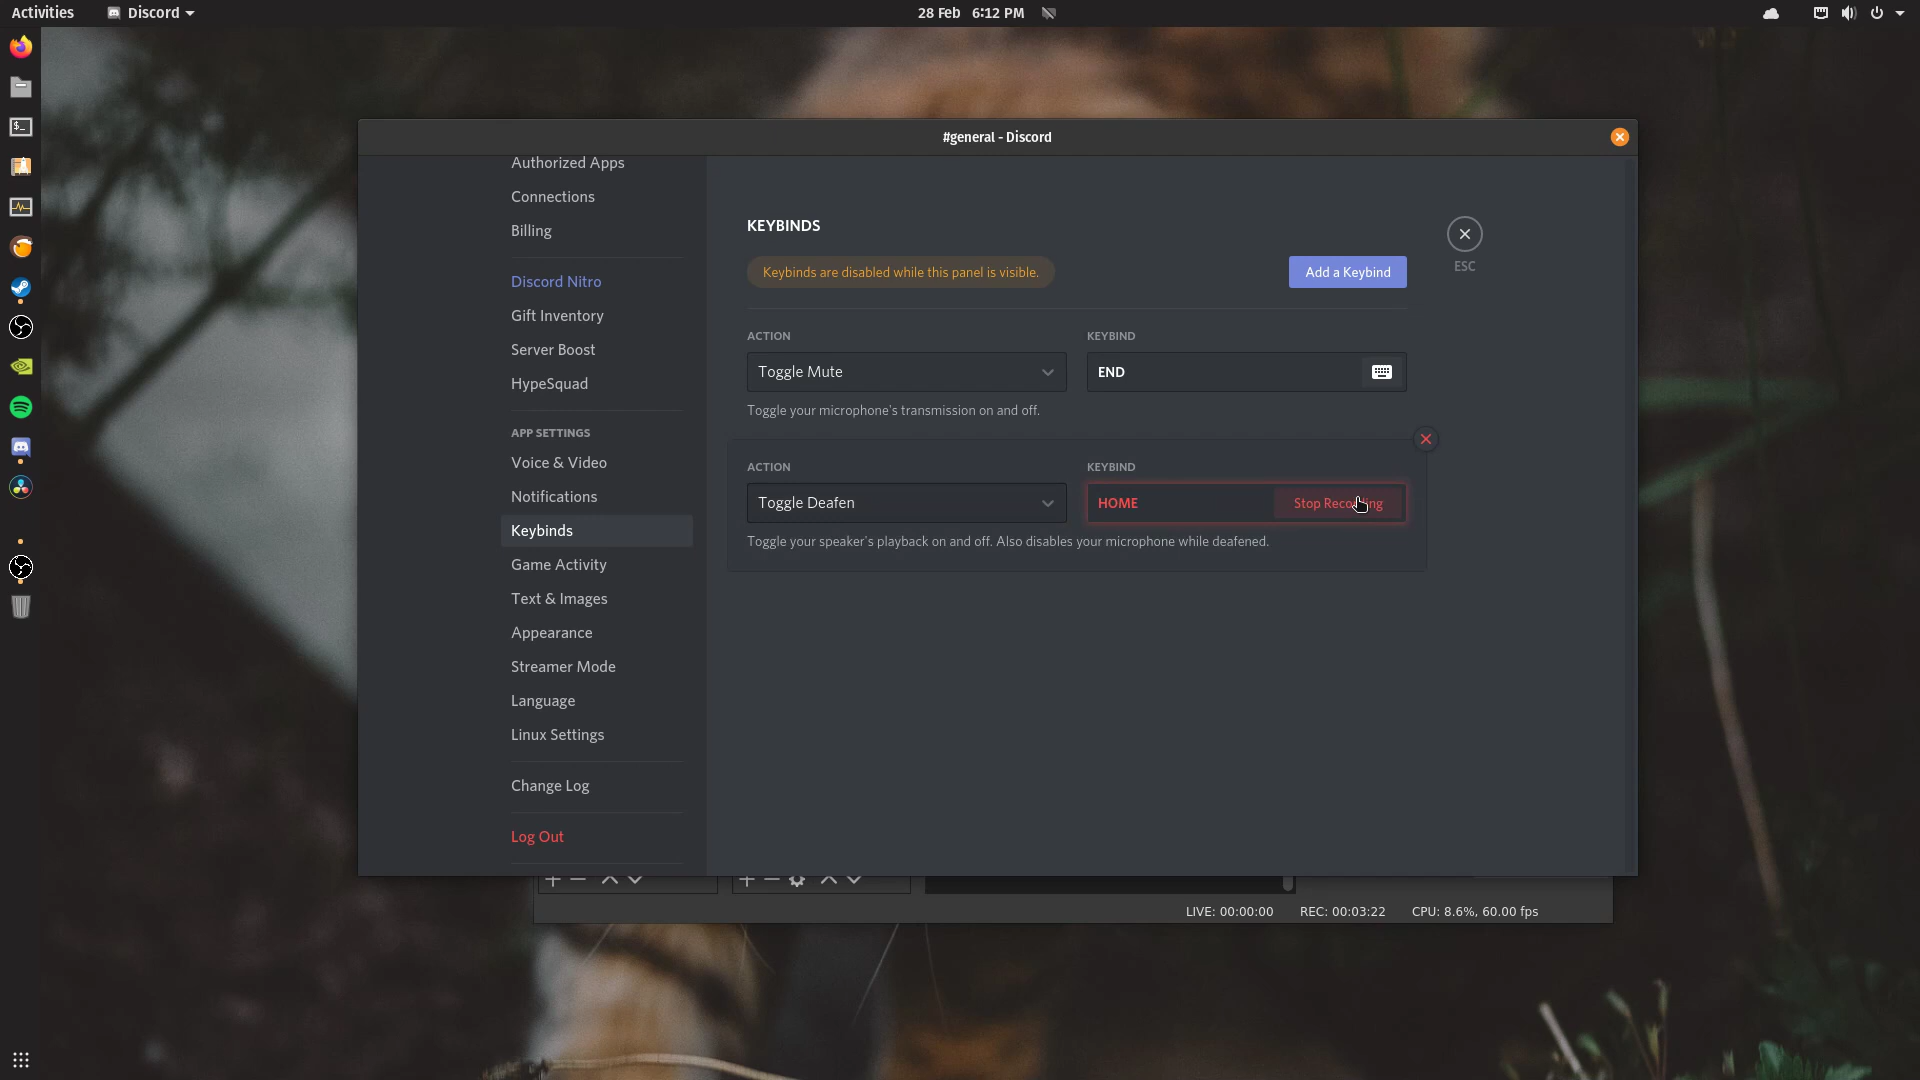 Activities
Discord
28 Feb 6:12 PM
#general - Discord
Authorized Apps
Connections
Billing
Discord Nitro
Gift Inventory
Server Boost
HypeSquad
APP SETTINGS
Voice & Video
Notifications
Keybinds
Game Activity
Text & Images
Appearance
Streamer Mode
Language
Linux Settings
Change Log
Log Out
KEYBINDS
Keybinds are disabled while this panel is visible.
Add a Keybind
ESC
ACTION
KEYBIND
Toggle Mute
END
Toggle your microphone's transmission on and off.
ACTION
KEYBIND
Toggle Deafen
HOME
Stop Recording
Toggle your speaker's playback on and off. Also disables your microphone while deafened.
LIVE: 00:00:00
REC: 00:03:22
CPU: 8.6%, 60.00 fps